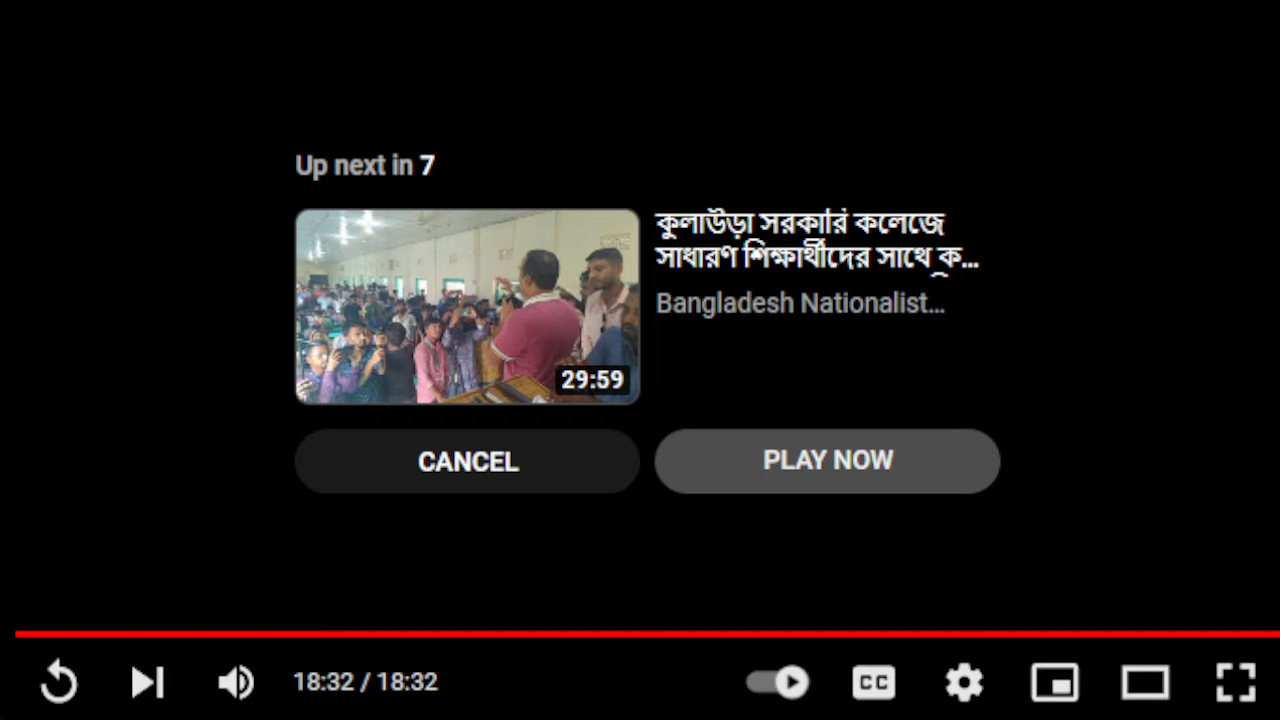 Up next in 7
কুলাউড়া সরকারি কলেজে
সাধারণ শিক্ষার্থীদের সাথে ক...
Bangladesh Nationalist...
29:59
CANCEL
PLAY NOW
18:32 / 18:32
CC